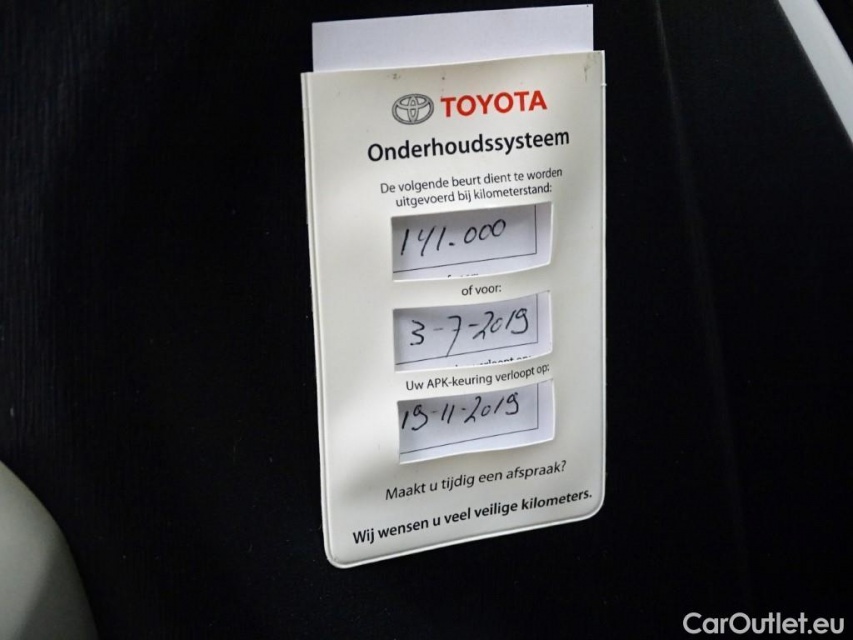 TOYOTA
Onderhoudssysteem
De volgende beurt dient te worden
uitgevoerd bij kilometerstand:
141.000
of voor:
3-7-2019
Uw APK-keuring verloopt op:
19-11-2019
Maakt u tijdig een afspraak?
Wij wensen u veel veilige kilometers.
CarOutlet.eu